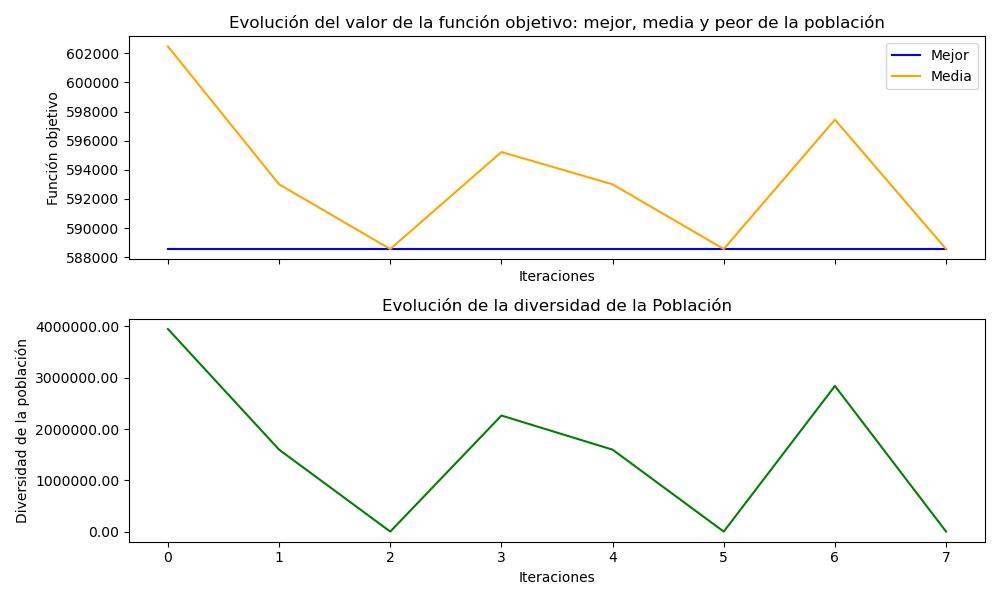 Evolución del valor de la función objetivo: mejor, media y peor de la población
602000
600000
598000
596000
594000
592000
590000
588000
Función objetivo
Mejor
Media
Iteraciones
Evolución de la diversidad de la Población
4000000.00
3000000.00
2000000.00
1000000.00
0.00
Diversidad de la población
0 1 2 3 4 5 6 7
Iteraciones